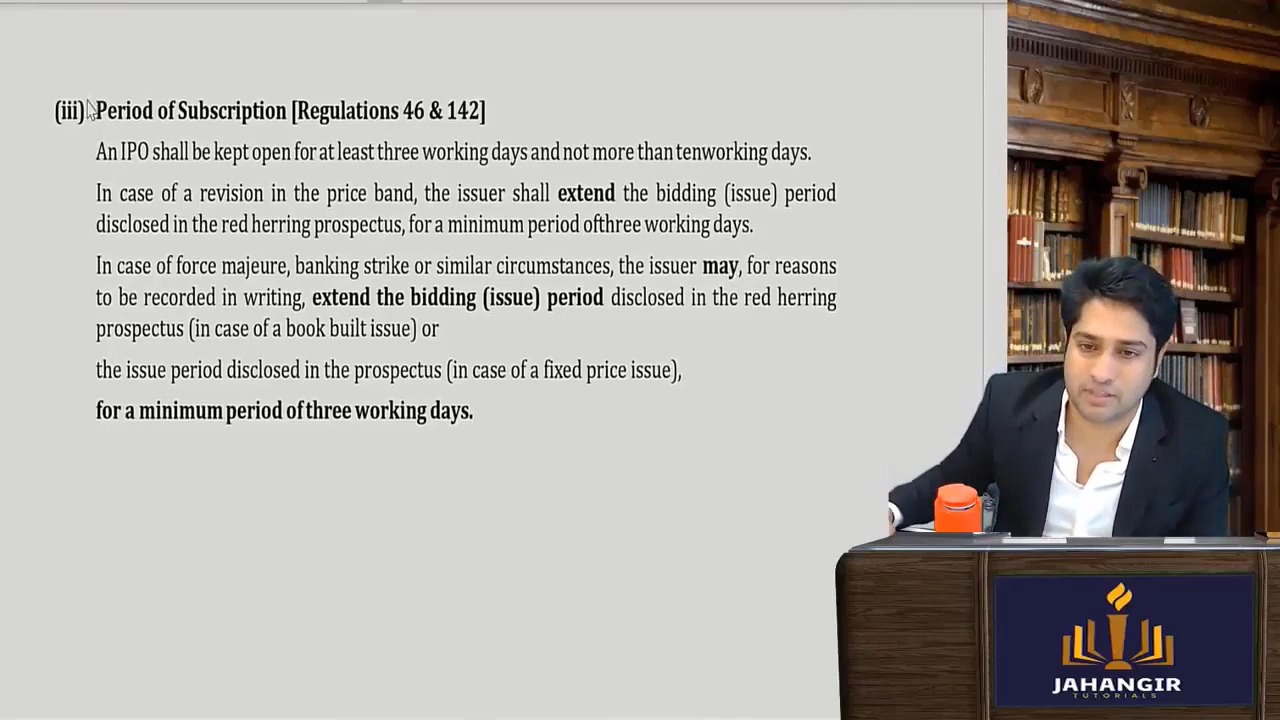 (iii) Period of Subscription [Regulations 46 & 142]
An IPO shall be kept open for at least three working days and not more than tenworking days.
In case of a revision in the price band, the issuer shall extend the bidding (issue) period
disclosed in the red herring prospectus, for a minimum period ofthree working days.
In case of force majeure, banking strike or similar circumstances, the issuer may, for reasons
to be recorded in writing, extend the bidding (issue) period disclosed in the red herring
prospectus (in case of a book built issue) or
the issue period disclosed in the prospectus (in case of a fixed price issue),
for a minimum period of three working days.
JAHANGIR
TUTORIALS